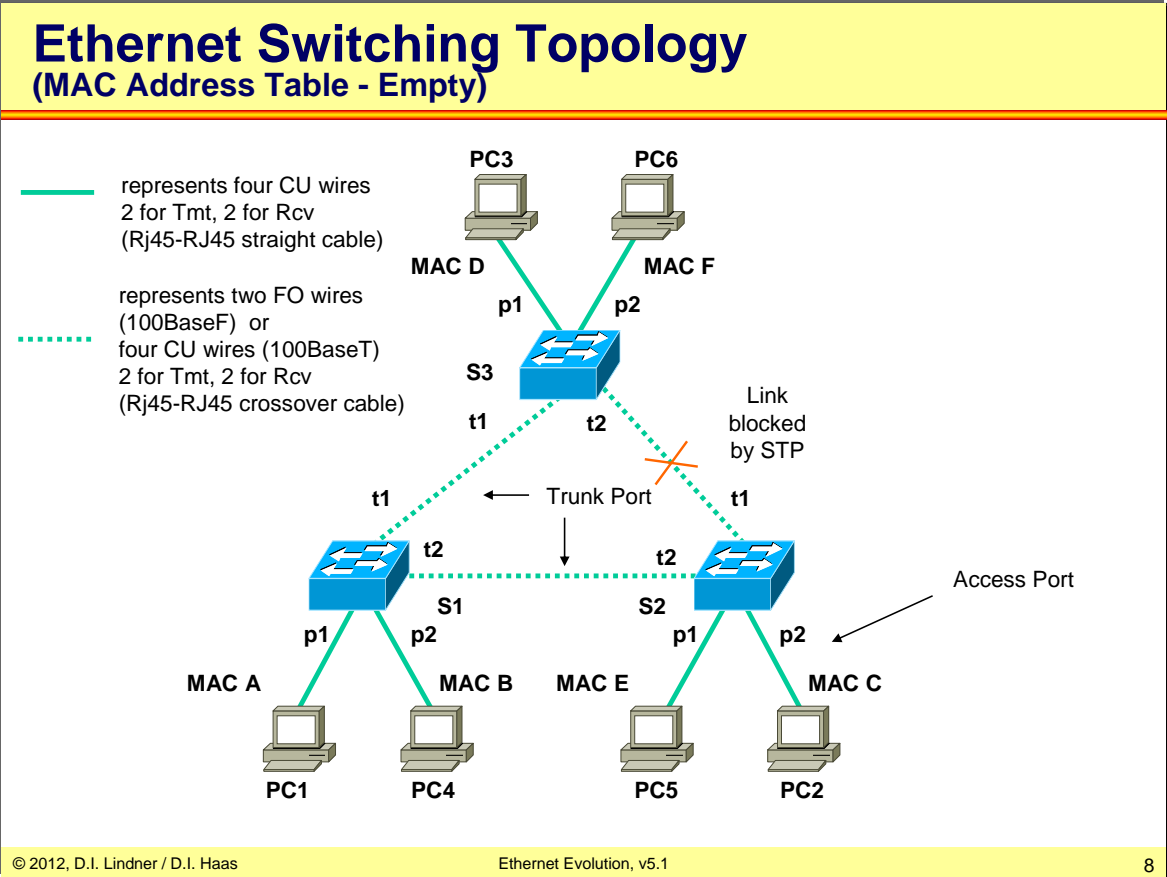 Ethernet Switching Topology
(MAC Address Table - Empty)
represents four CU wires
2 for Tmt, 2 for Rcv
(Rj45-RJ45 straight cable)
represents two FO wires
(100BaseF) or
four CU wires (100BaseT)
2 for Tmt, 2 for Rcv
(Rj45-RJ45 crossover cable)
PC3
PC6
MAC D
MAC F
p1
p2
S3
t1
t2
Link
blocked
by STP
t1
Trunk Port
t1
t2
t2
Access Port
S1
S2
p1
p2
p1
p2
MAC A
MAC B
MAC E
MAC C
PC1
PC4
PC5
PC2
© 2012, D.I. Lindner / D.I. Haas
Ethernet Evolution, v5.1
8